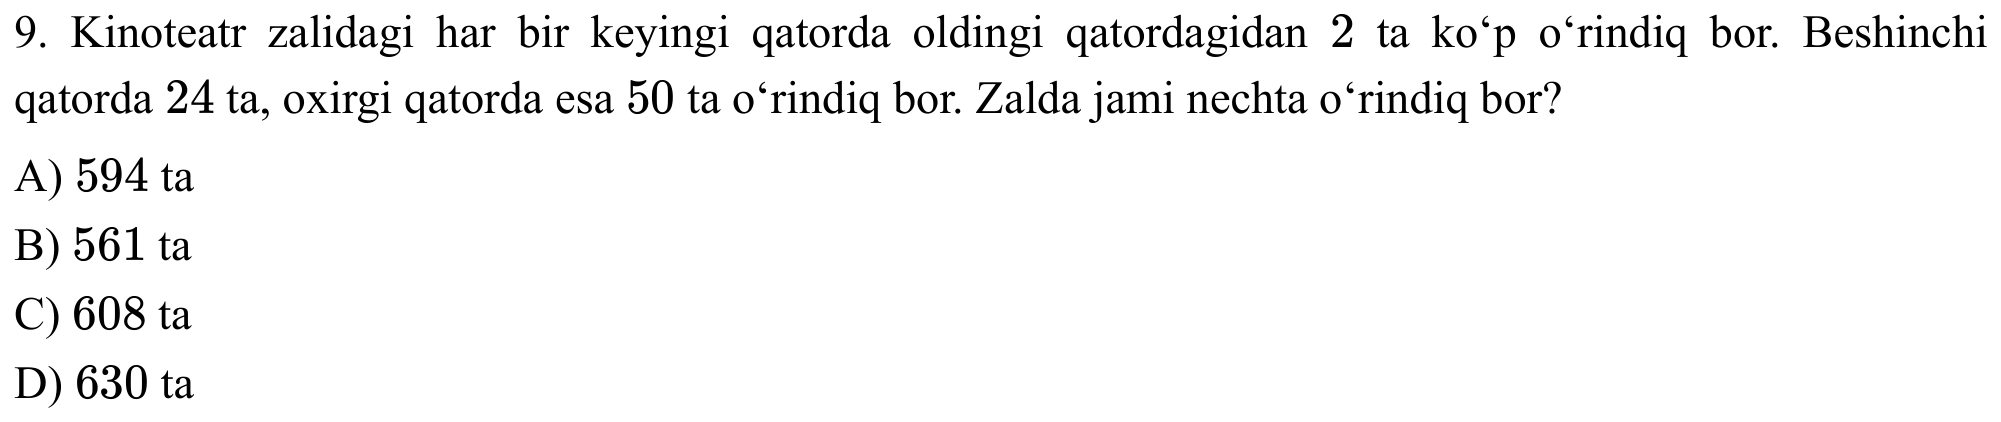 9. Kinoteatr zalidagi har bir keyingi qatorda oldingi qatordagidan 2 ta ko‘p o‘rindiq bor. Beshinchi
qatorda 24 ta, oxirgi qatorda esa 50 ta o‘rindiq bor. Zalda jami nechta o‘rindiq bor?
A) 594 ta
B) 561 ta
C) 608 ta
D) 630 ta